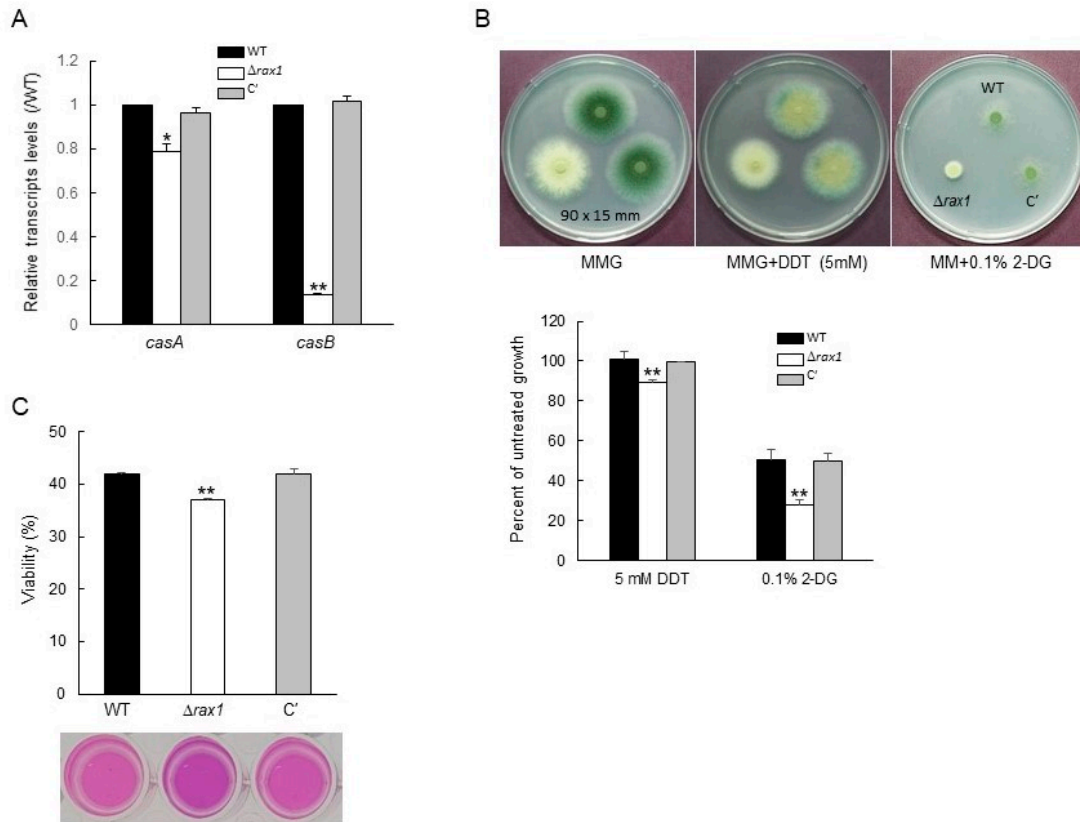 A
Relative transcripts levels (/WT)
1.2
1
0.8
0.6
0.4
0.2
0
WT
Δrax1
C′
*
**
casA
casB
B
WT
Δrax1
C′
90 x 15 mm
MMG
MMG+DDT (5mM)
MM+0.1% 2-DG
Percent of untreated growth
120
100
80
60
40
20
0
WT
Δrax1
C′
**
**
5 mM DDT
0.1% 2-DG
C
Viability (%)
50
40
30
20
10
0
**
WT
Δrax1
C′